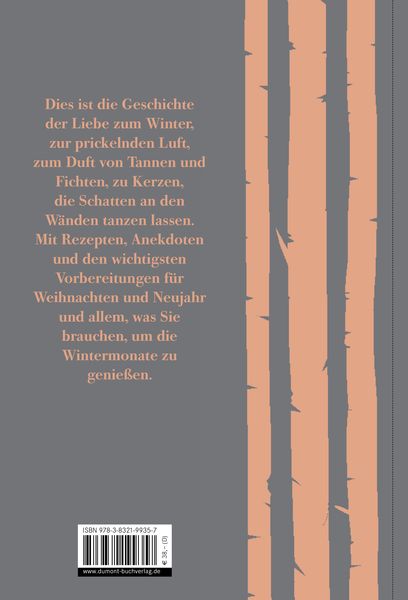 Dies ist die Geschichte
der Liebe zum Winter,
zur prickelnden Luft,
zum Duft von Tannen und
Fichten, zu Kerzen,
die Schatten an den
Wänden tanzen lassen.
Mit Rezepten, Anekdoten
und den wichtigsten
Vorbereitungen für
Weihnachten und Neujahr
und allem, was Sie
brauchen, um die
Wintermonate zu
genießen.
ISBN 978-3-8321-9935-7
€ 38,– (D)
www.dumont-buchverlag.de